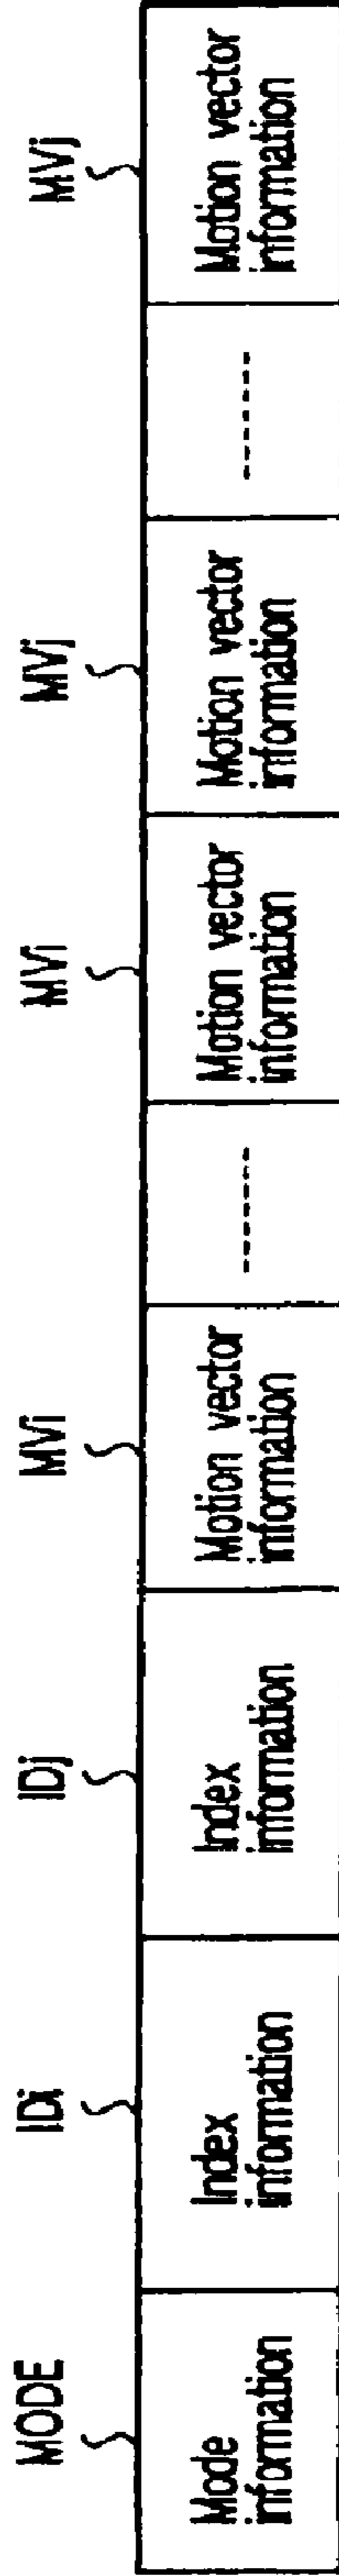 MODE IDi IDj MVi MVi MVj MVj
Mode information
Index information
Index information
Motion vector information
-------
Motion vector information
Motion vector information
-------
Motion vector information